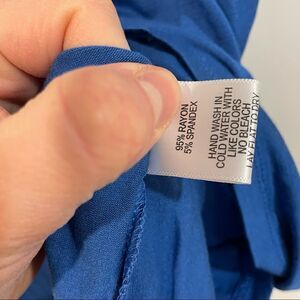 95% RAYON
5% SPANDEX
HAND WASH IN
COLD WATER WITH
LIKE COLORS
NO BLEACH
LAY FLAT TO DRY